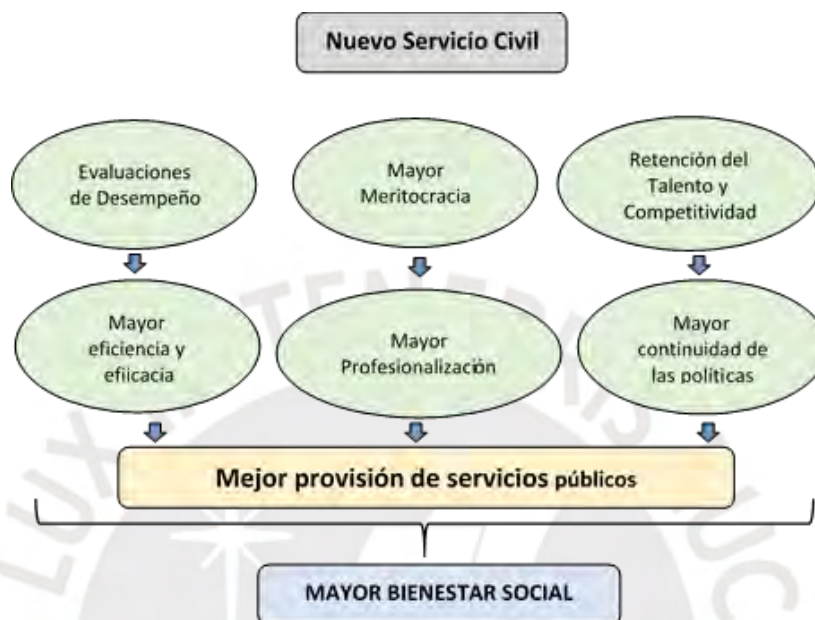 Nuevo Servicio Civil
Evaluaciones
de Desempeño
Mayor
Meritocracia
Retención del
Talento y
Competitividad
Mayor
eficiencia y
efiicacia
Mayor
Profesionalización
Mayor
continuidad de
las políticas
Mejor provisión de servicios públicos
MAYOR BIENESTAR SOCIAL